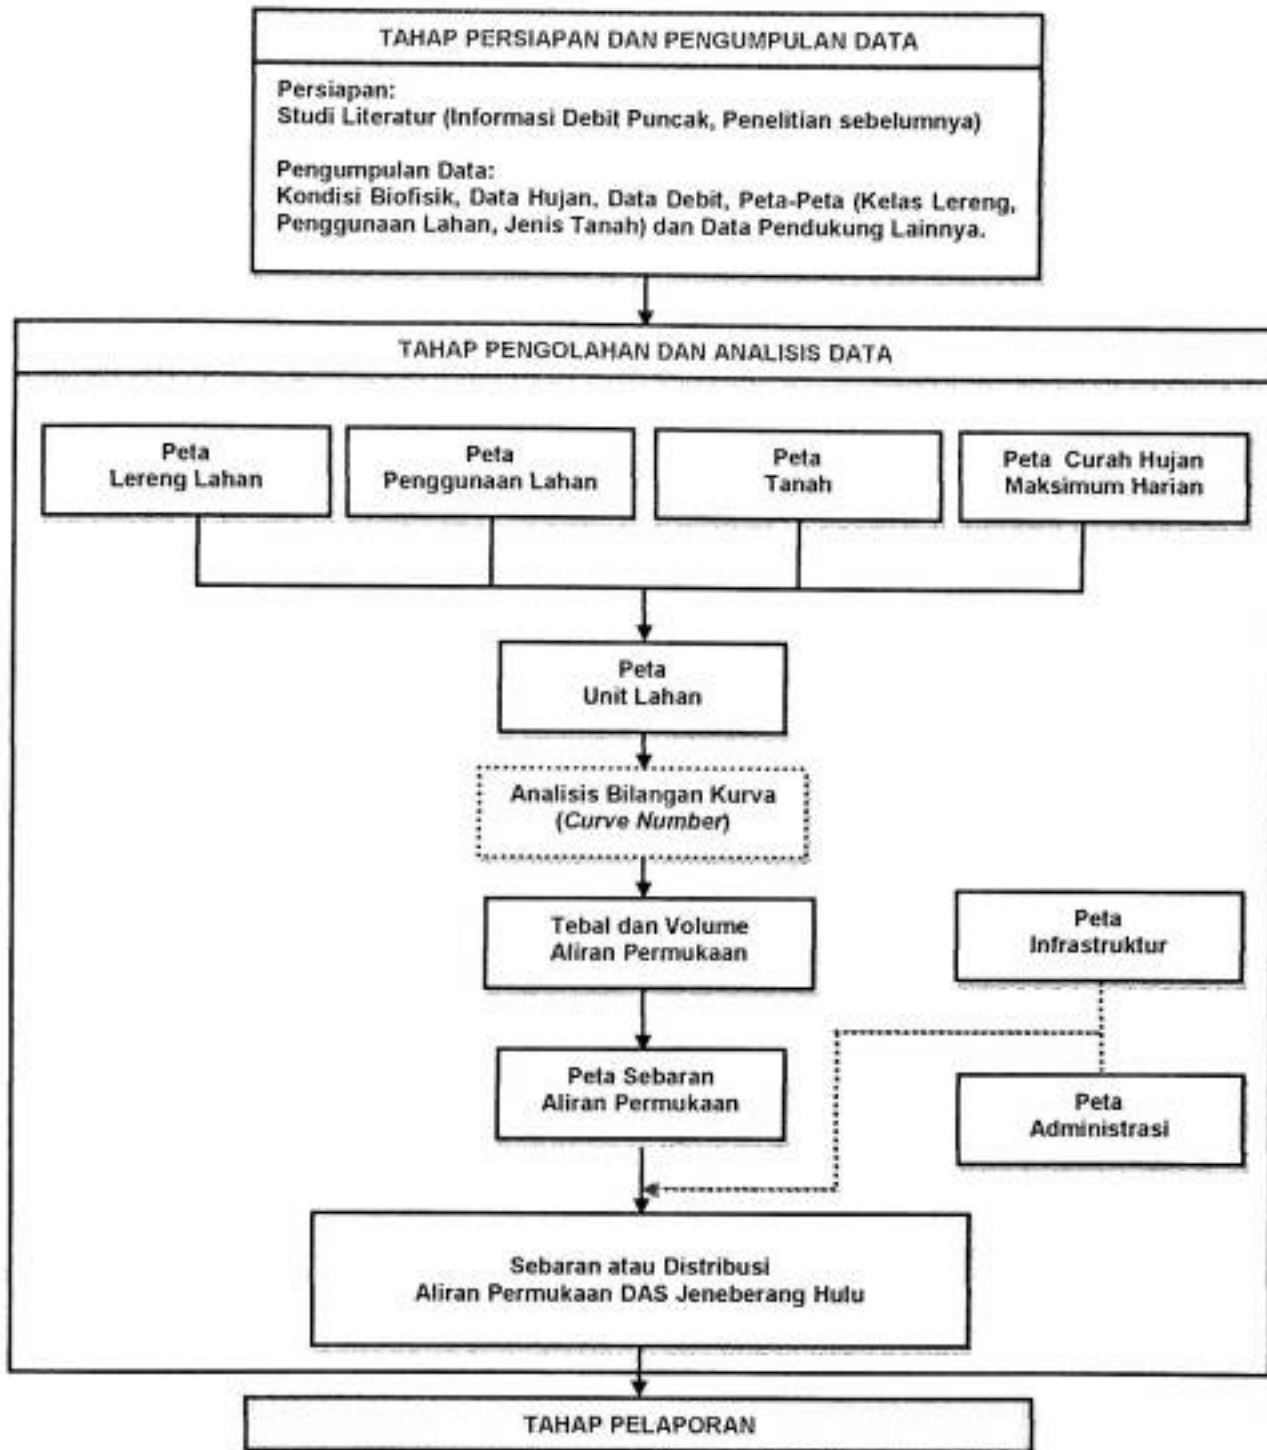 TAHAP PERSIAPAN DAN PENGUMPULAN DATA
Persiapan:
Studi Literatur (Informasi Debit Puncak, Penelitian sebelumnya)
Pengumpulan Data:
Kondisi Biofisik, Data Hujan, Data Debit, Peta-Peta (Kelas Lereng,
Penggunaan Lahan, Jenis Tanah) dan Data Pendukung Lainnya.
TAHAP PENGOLAHAN DAN ANALISIS DATA
Peta
Lereng Lahan
Peta
Penggunaan Lahan
Peta
Tanah
Peta Curah Hujan
Maksimum Harian
Peta
Unit Lahan
Analisis Bilangan Kurva
(Curve Number)
Tebal dan Volume
Aliran Permukaan
Peta
Infrastruktur
Peta Sebaran
Aliran Permukaan
Peta
Administrasi
Sebaran atau Distribusi
Aliran Permukaan DAS Jeneberang Hulu
TAHAP PELAPORAN